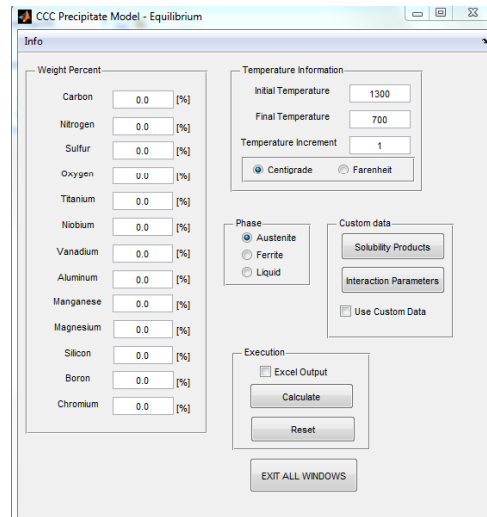 CCC Precipitate Model - Equilibrium
Info
Weight Percent
Carbon 0.0 [%]
Nitrogen 0.0 [%]
Sulfur 0.0 [%]
Oxygen 0.0 [%]
Titanium 0.0 [%]
Niobium 0.0 [%]
Vanadium 0.0 [%]
Aluminum 0.0 [%]
Manganese 0.0 [%]
Magnesium 0.0 [%]
Silicon 0.0 [%]
Boron 0.0 [%]
Chromium 0.0 [%]
Temperature Information
Initial Temperature 1300
Final Temperature 700
Temperature Increment 1
Centigrade Farenheit
Phase
Austenite
Ferrite
Liquid
Custom data
Solubility Products
Interaction Parameters
Use Custom Data
Execution
Excel Output
Calculate
Reset
EXIT ALL WINDOWS